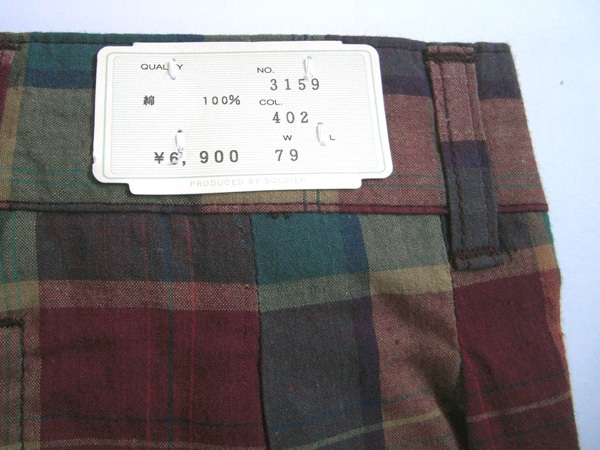 QUALITY NO.
3159
綿 100% COL.
402
W L
¥6,900 79
PRODUCED BY SOLDIER